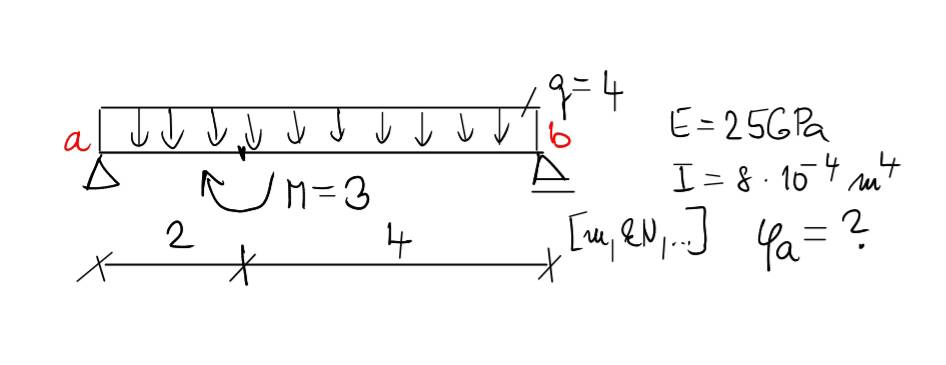 q=4
a
b
E=25GPa
M=3
I=8·10⁻⁴ m⁴
2
4
[m, kN,...]
φa=?